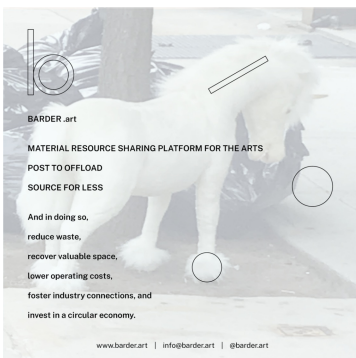 b
BARDER .art
MATERIAL RESOURCE SHARING PLATFORM FOR THE ARTS
POST TO OFFLOAD
SOURCE FOR LESS
And in doing so,
reduce waste,
recover valuable space,
lower operating costs,
foster industry connections, and
invest in a circular economy.
www.barder.art | info@barder.art | @barder.art